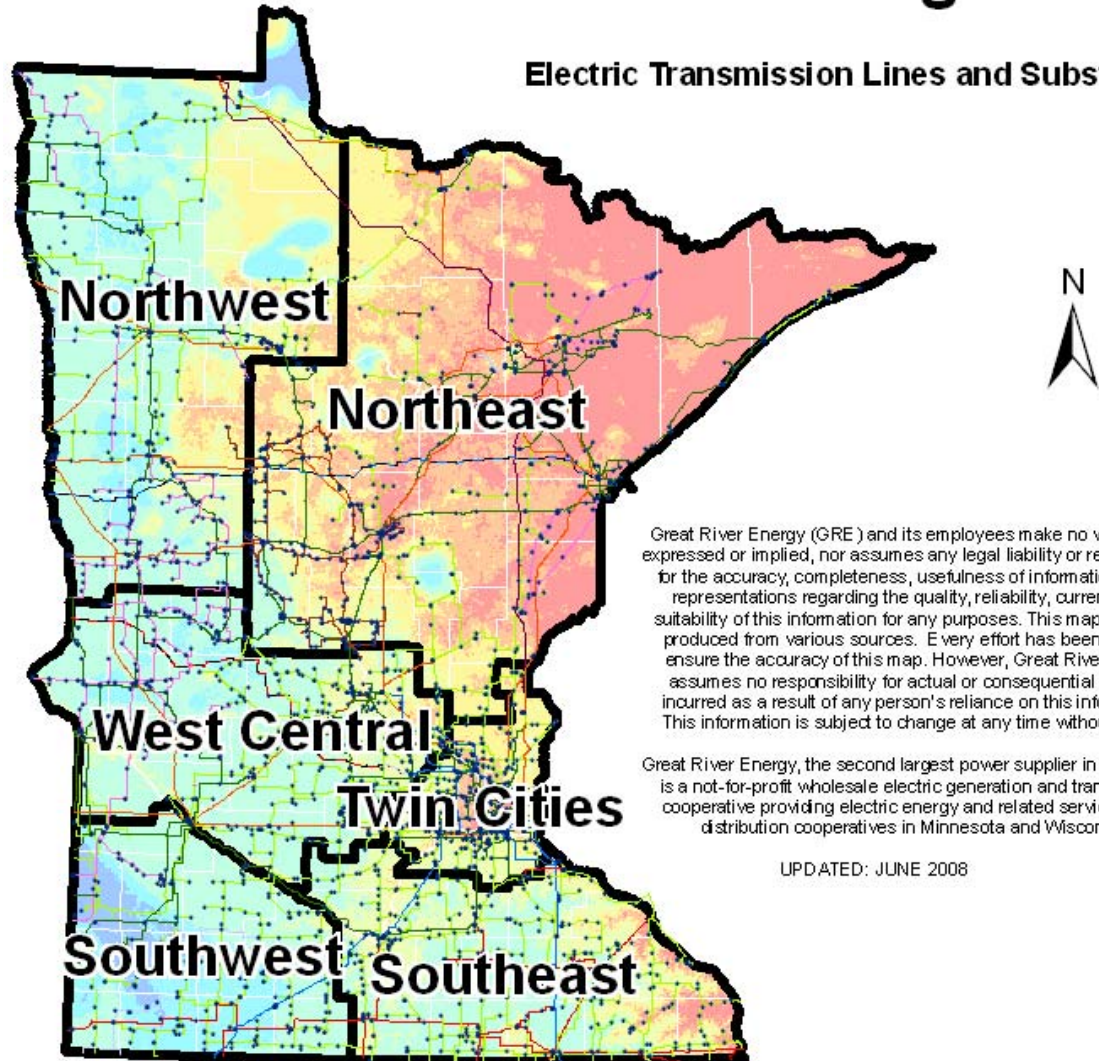 Electric Transmission Lines and Subst
N
Northwest
Northeast
West Central
Twin Cities
Southwest
Southeast
Great River Energy (GRE) and its employees make no
expressed or implied, nor assumes any legal liability or re
for the accuracy, completeness, usefulness of informati
representations regarding the quality, reliability, curre
suitability of this information for any purposes. This map
produced from various sources. Every effort has been
ensure the accuracy of this map. However, Great Rive
assumes no responsibility for actual or consequential
incurred as a result of any person's reliance on this inf
This information is subject to change at any time witho
Great River Energy, the second largest power supplier in
is a not-for-profit wholesale electric generation and tran
cooperative providing electric energy and related servi
distribution cooperatives in Minnesota and Wiscon
UPDATED: JUNE 2008